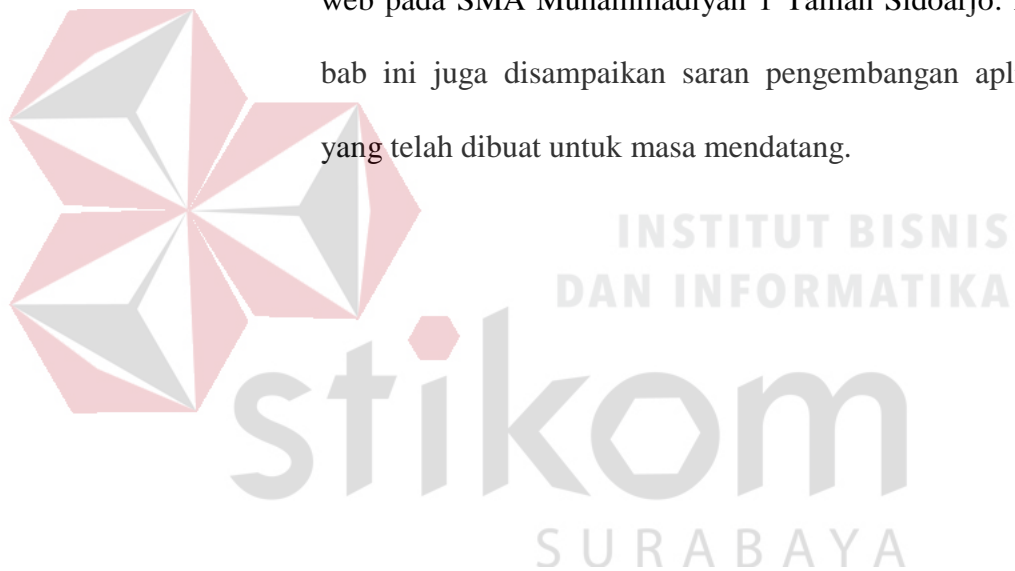 web pada SMA Muhammadiyah 1 Taman Sidoarjo.
bab ini juga disampaikan saran pengembangan apl
yang telah dibuat untuk masa mendatang.
INSTITUT BISNIS
DAN INFORMATIKA
stikom
SURABAYA